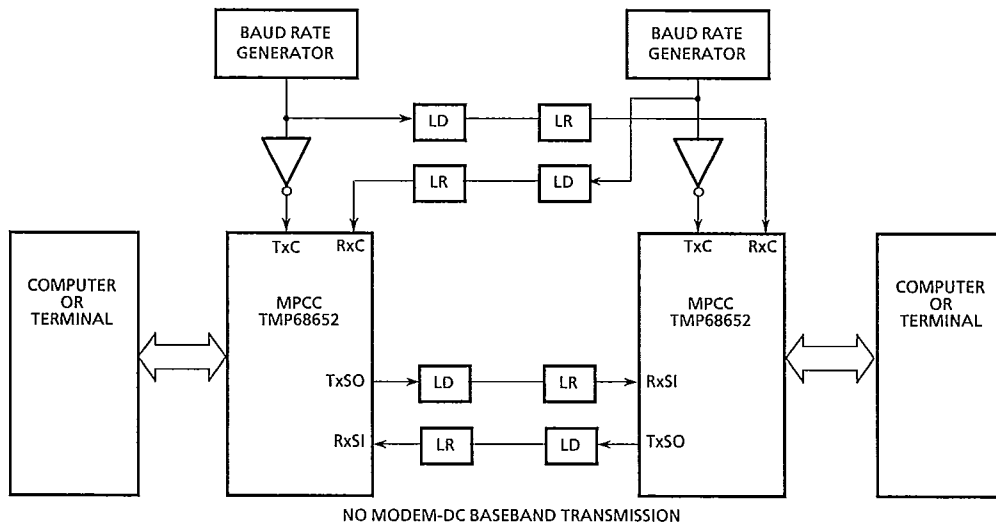 BAUD RATE
GENERATOR
BAUD RATE
GENERATOR
LD
LR
LR
LD
TxC
RxC
TxC
RxC
COMPUTER
OR
TERMINAL
MPCC
TMP68652
MPCC
TMP68652
COMPUTER
OR
TERMINAL
TxSO
LD
LR
RxSI
RxSI
LR
LD
TxSO
NO MODEM-DC BASEBAND TRANSMISSION